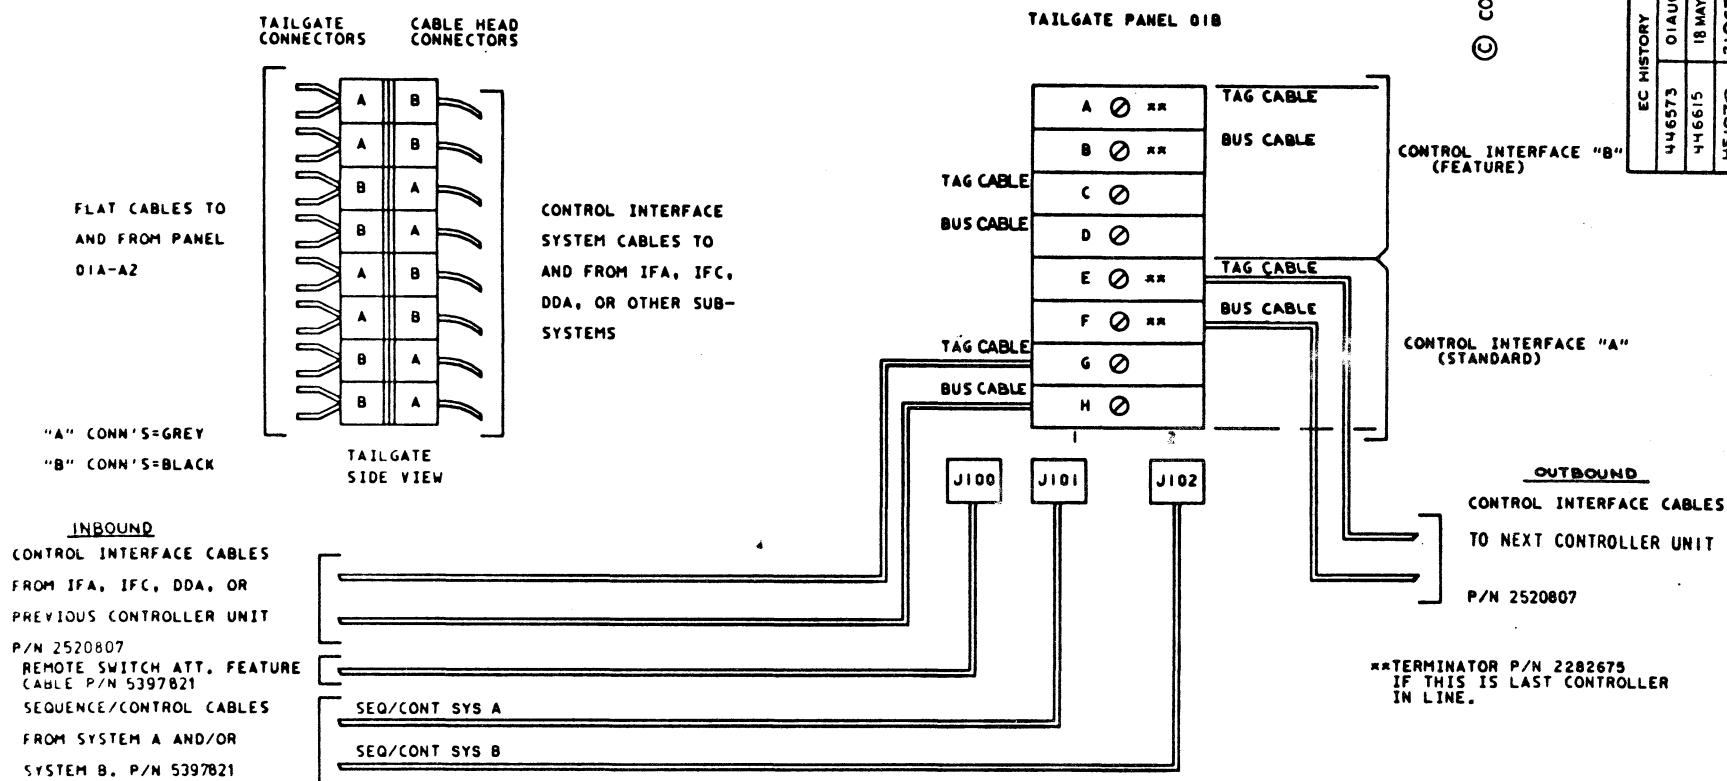 TAILGATE CONNECTORS
CABLE HEAD CONNECTORS
A B
A B
B A
B A
A B
A B
B A
B A
FLAT CABLES TO
AND FROM PANEL
01A-A2
CONTROL INTERFACE
SYSTEM CABLES TO
AND FROM IFA, IFC,
DDA, OR OTHER SUB-
SYSTEMS
"A" CONN'S=GREY
"B" CONN'S=BLACK
TAILGATE
SIDE VIEW
TAILGATE PANEL 01B
A **
B **
C
D
E **
F **
G
H
1 2
TAG CABLE
BUS CABLE
TAG CABLE
BUS CABLE
TAG CABLE
BUS CABLE
TAG CABLE
BUS CABLE
CONTROL INTERFACE "B"
(FEATURE)
CONTROL INTERFACE "A"
(STANDARD)
© CO
EC HISTORY
446573 01AUG
446615 18 MAY
J100
J101
J102
OUTBOUND
CONTROL INTERFACE CABLES
TO NEXT CONTROLLER UNIT
P/N 2520807
**TERMINATOR P/N 2282675
IF THIS IS LAST CONTROLLER
IN LINE.
INBOUND
CONTROL INTERFACE CABLES
FROM IFA, IFC, DDA, OR
PREVIOUS CONTROLLER UNIT
P/N 2520807
REMOTE SWITCH ATT. FEATURE
CABLE P/N 5397821
SEQUENCE/CONTROL CABLES
FROM SYSTEM A AND/OR
SYSTEM B. P/N 5397821
SEQ/CONT SYS A
SEQ/CONT SYS B